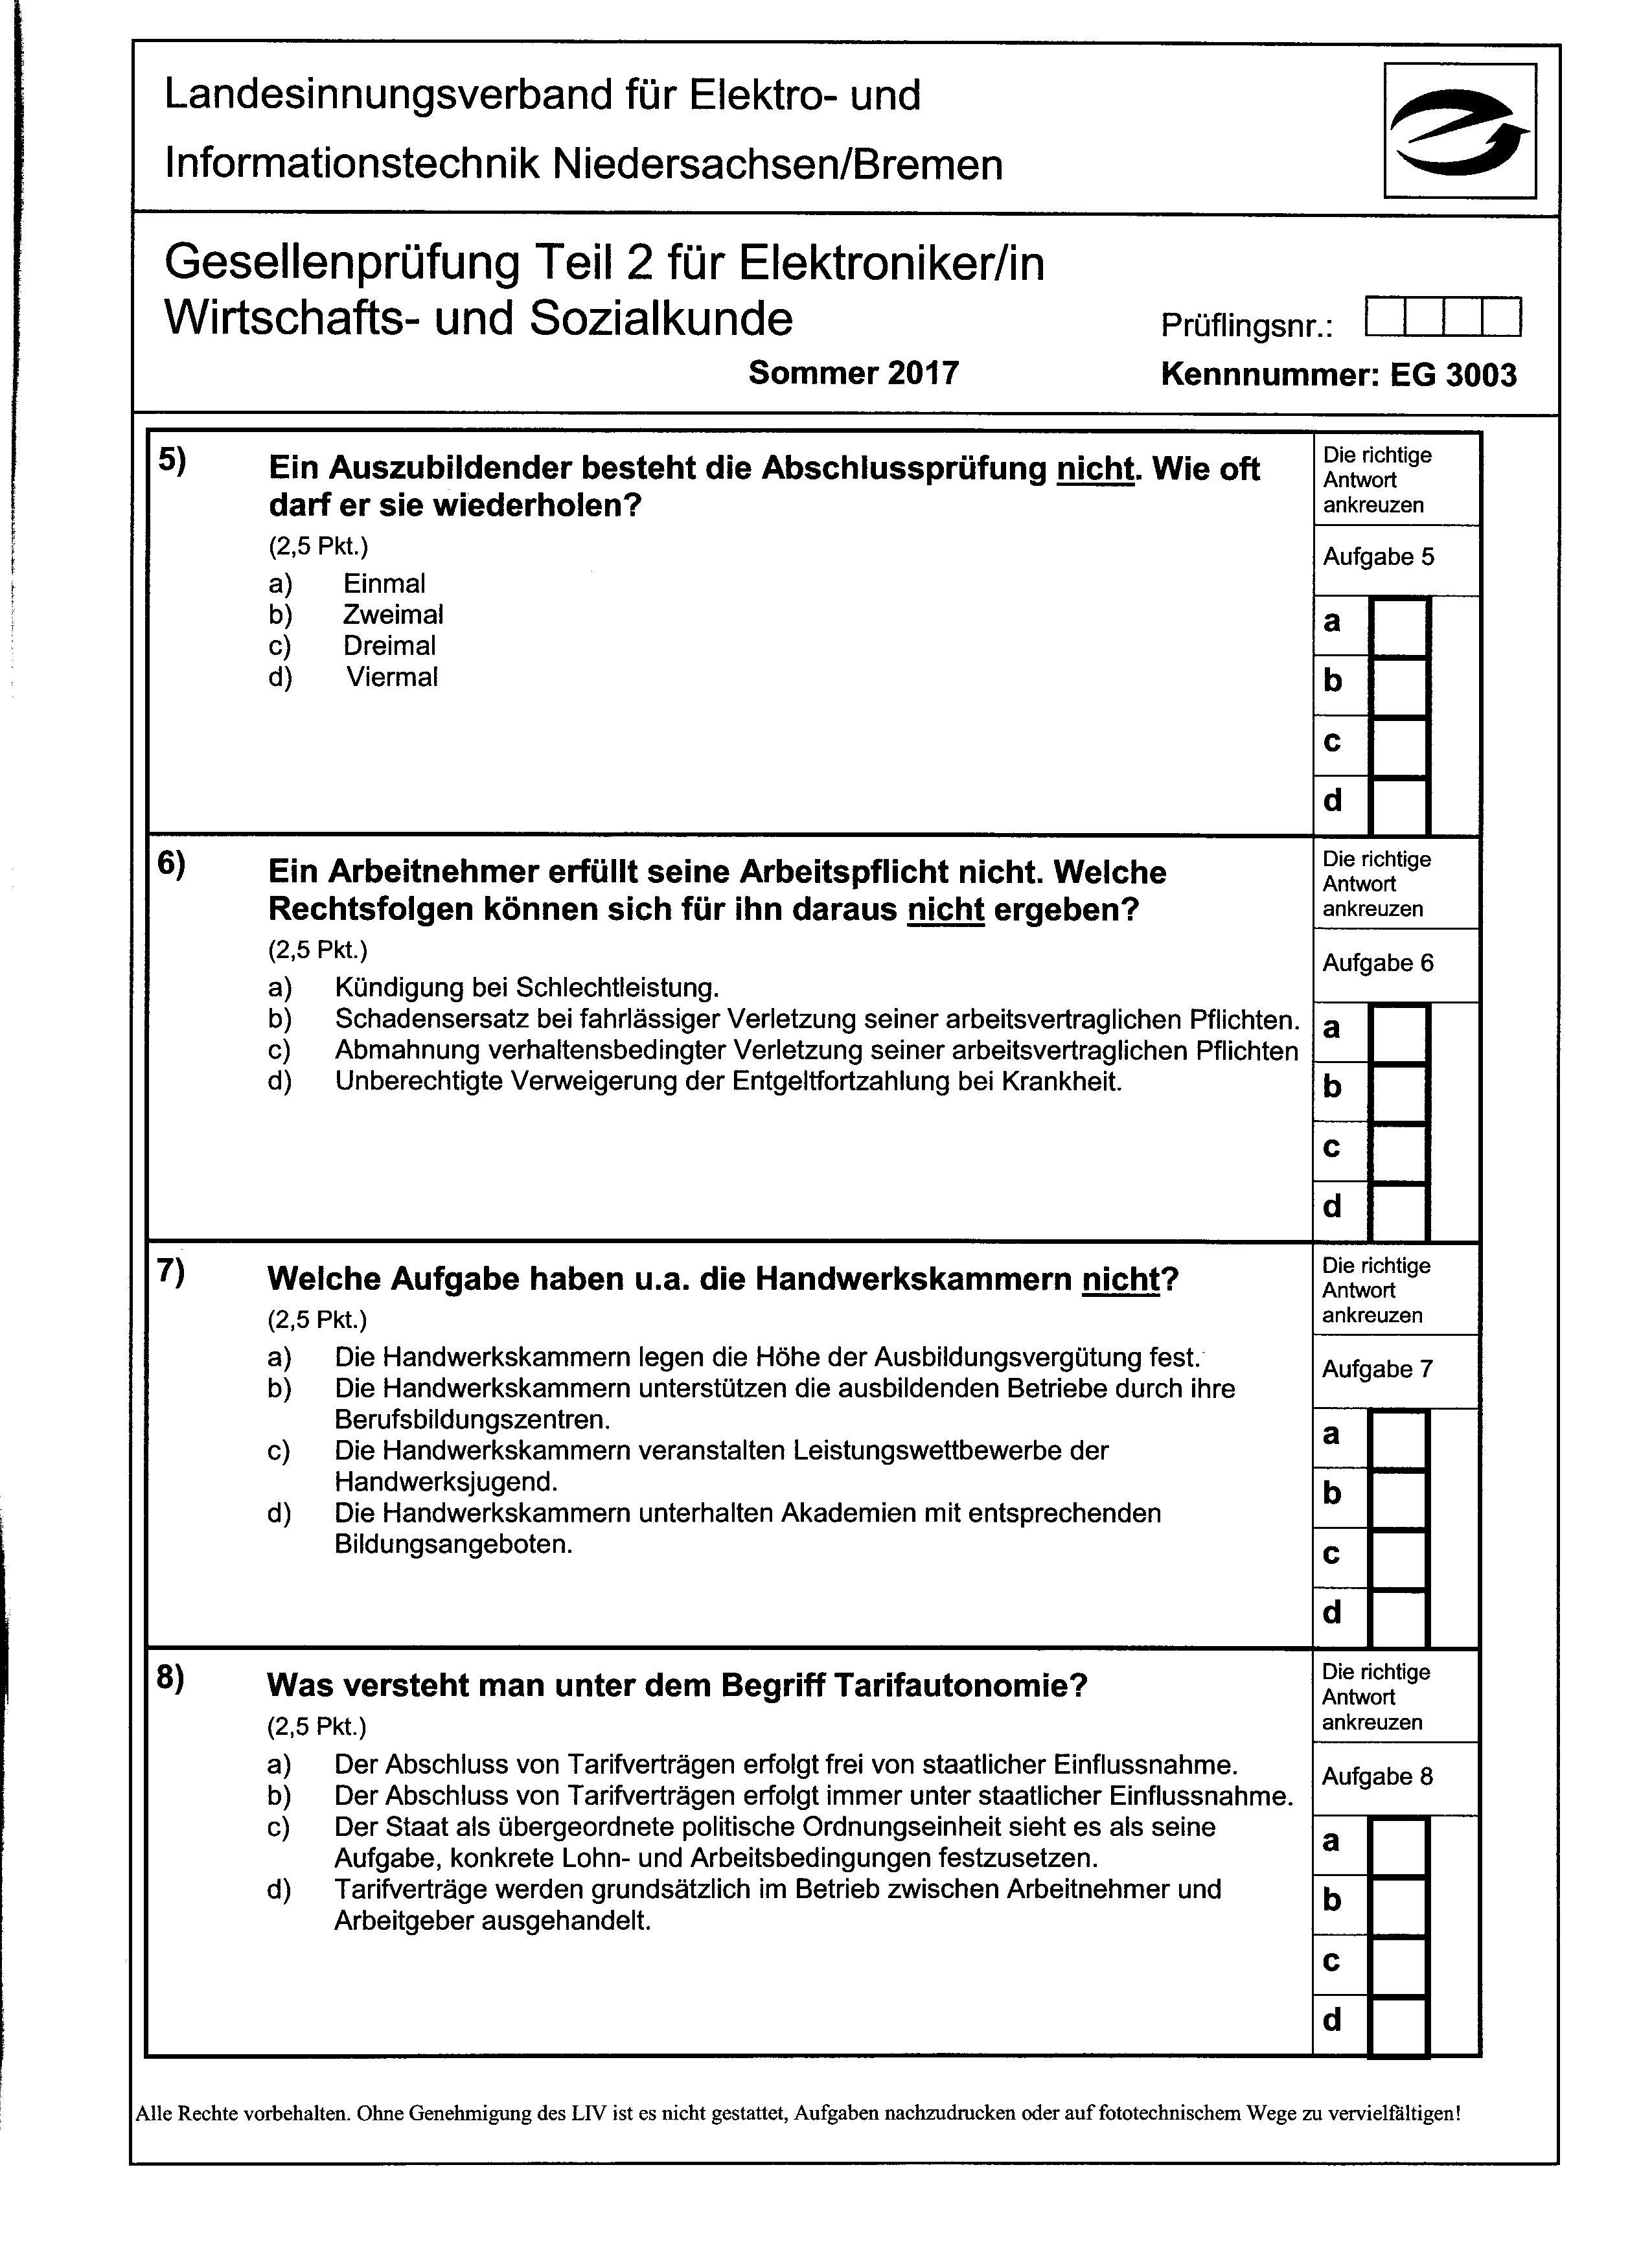 Landesinnungsverband für Elektro- und
Informationstechnik Niedersachsen/Bremen
Gesellenprüfung Teil 2 für Elektroniker/in
Wirtschafts- und Sozialkunde
Prüflingsnr.:
Sommer 2017
Kennnummer: EG 3003
5)
Ein Auszubildender besteht die Abschlussprüfung nicht. Wie oft
darf er sie wiederholen?
(2,5 Pkt.)
a) Einmal
b) Zweimal
c) Dreimal
d) Viermal
Die richtige
Antwort
ankreuzen
Aufgabe 5
a
b
c
d
6)
Ein Arbeitnehmer erfüllt seine Arbeitspflicht nicht. Welche
Rechtsfolgen können sich für ihn daraus nicht ergeben?
(2,5 Pkt.)
a) Kündigung bei Schlechtleistung.
b) Schadensersatz bei fahrlässiger Verletzung seiner arbeitsvertraglichen Pflichten.
c) Abmahnung verhaltensbedingter Verletzung seiner arbeitsvertraglichen Pflichten
d) Unberechtigte Verweigerung der Entgeltfortzahlung bei Krankheit.
Die richtige
Antwort
ankreuzen
Aufgabe 6
a
b
c
d
7)
Welche Aufgabe haben u.a. die Handwerkskammern nicht?
(2,5 Pkt.)
a) Die Handwerkskammern legen die Höhe der Ausbildungsvergütung fest.
b) Die Handwerkskammern unterstützen die ausbildenden Betriebe durch ihre
Berufsbildungszentren.
c) Die Handwerkskammern veranstalten Leistungswettbewerbe der
Handwerksjugend.
d) Die Handwerkskammern unterhalten Akademien mit entsprechenden
Bildungsangeboten.
Die richtige
Antwort
ankreuzen
Aufgabe 7
a
b
c
d
8)
Was versteht man unter dem Begriff Tarifautonomie?
(2,5 Pkt.)
a) Der Abschluss von Tarifverträgen erfolgt frei von staatlicher Einflussnahme.
b) Der Abschluss von Tarifverträgen erfolgt immer unter staatlicher Einflussnahme.
c) Der Staat als übergeordnete politische Ordnungseinheit sieht es als seine
Aufgabe, konkrete Lohn- und Arbeitsbedingungen festzusetzen.
d) Tarifverträge werden grundsätzlich im Betrieb zwischen Arbeitnehmer und
Arbeitgeber ausgehandelt.
Die richtige
Antwort
ankreuzen
Aufgabe 8
a
b
c
d
Alle Rechte vorbehalten. Ohne Genehmigung des LIV ist es nicht gestattet, Aufgaben nachzudrucken oder auf fototechnischem Wege zu vervielfältigen!